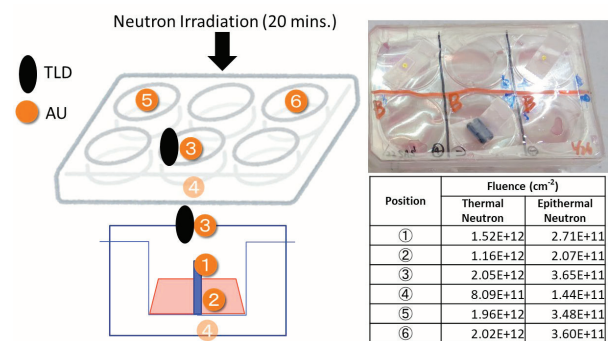 Neutron Irradiation (20 mins.)
TLD
AU
⑤
⑥
③
④
③
①
②
④
B
B
B
Position
Fluence (cm-2)
Thermal Neutron
Epithermal Neutron
① 1.52E+12 2.71E+11
② 1.16E+12 2.07E+11
③ 2.05E+12 3.65E+11
④ 8.09E+11 1.44E+11
⑤ 1.96E+12 3.48E+11
⑥ 2.02E+12 3.60E+11